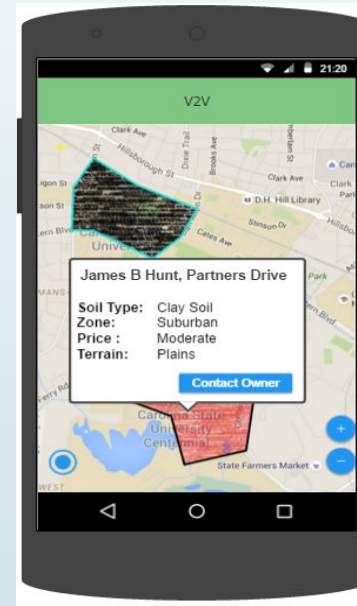 21:20
V2V
Clark Ave
Hillsborough St
Dixie Trail
Brooks Ave
Clark
D.H. Hill Library
Stinson Dr
Cates Ave
Univer
Park
James B Hunt, Partners Drive
Soil Type: Clay Soil
Zone: Suburban
Price : Moderate
Terrain: Plains
Contact Owner
Carolina State
University
Centennial
State Farmers Market
WEST
+
−